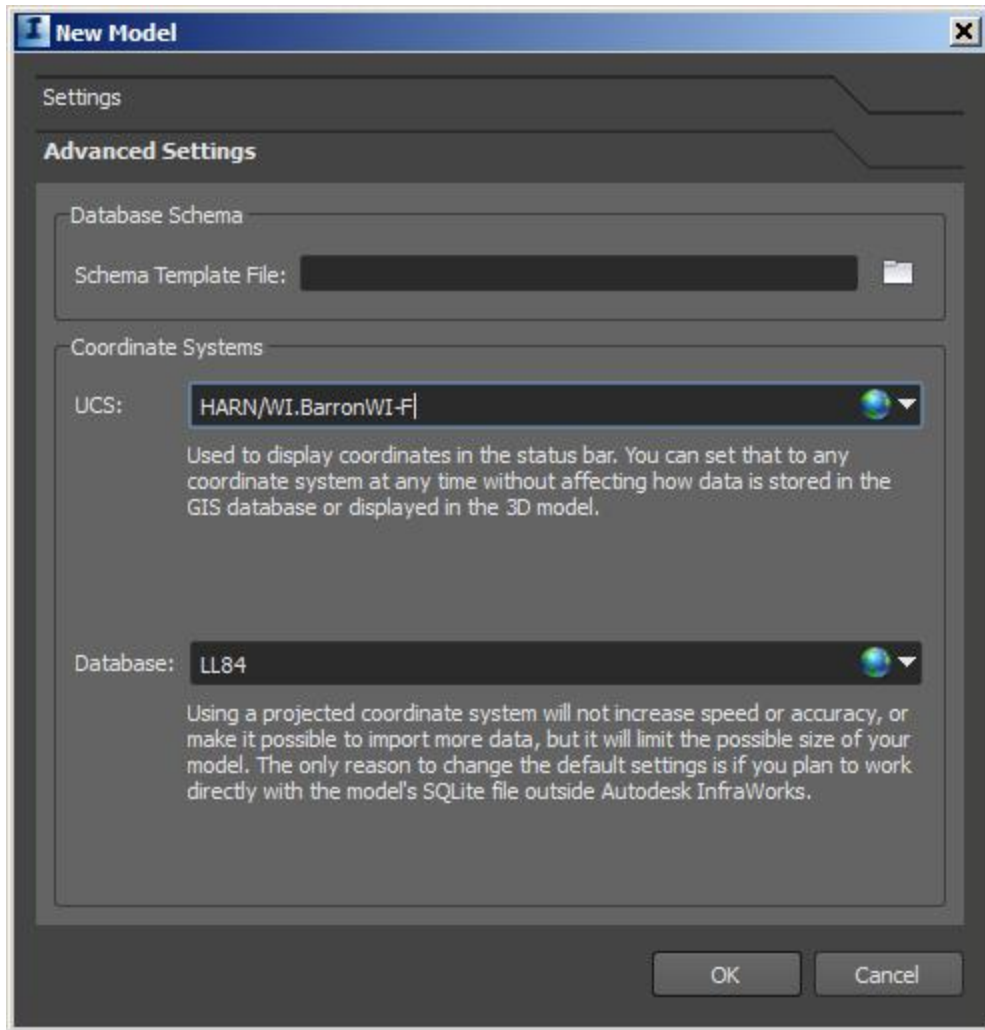 New Model
Settings
Advanced Settings
Database Schema
Schema Template File:
Coordinate Systems
UCS: HARN/WI.BarronWI-F
Used to display coordinates in the status bar. You can set that to any
coordinate system at any time without affecting how data is stored in the
GIS database or displayed in the 3D model.
Database: LL84
Using a projected coordinate system will not increase speed or accuracy, or
make it possible to import more data, but it will limit the possible size of your
model. The only reason to change the default settings is if you plan to work
directly with the model's SQLite file outside Autodesk InfraWorks.
OK Cancel